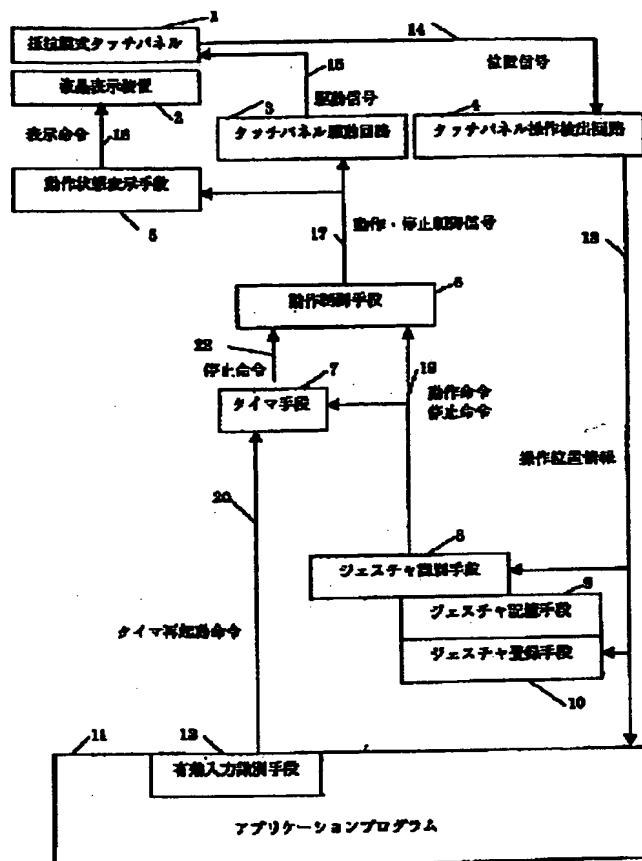 1
抵抗膜式タッチパネル
14
15
位置信号
液晶表示装置
2
駆動信号
3
4
表示命令
16
タッチパネル駆動回路
タッチパネル操作検出回路
動作状態表示手段
5
17
動作・停止制御信号
13
6
動作制御手段
22
停止命令
7
19
タイマ手段
動作命令
停止命令
操作位置情報
20
8
ジェスチャ識別手段
9
ジェスチャ記憶手段
タイマ再起動命令
ジェスチャ登録手段
10
11
12
有効入力識別手段
アプリケーションプログラム